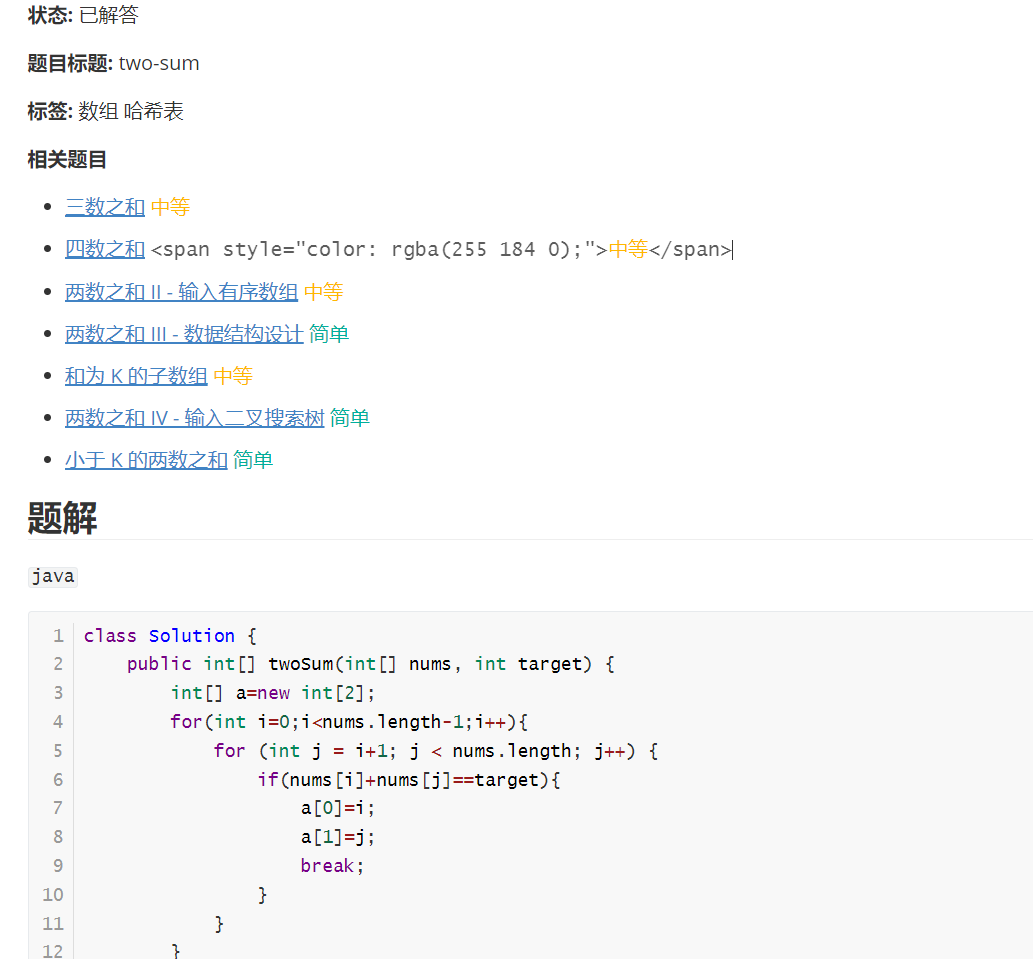 状态: 已解答
题目标题: two-sum
标签: 数组 哈希表
相关题目
• 三数之和 中等
• 四数之和 <span style="color: rgba(255 184 0);">中等</span>
• 两数之和 II - 输入有序数组 中等
• 两数之和 III - 数据结构设计 简单
• 和为 K 的子数组 中等
• 两数之和 IV - 输入二叉搜索树 简单
• 小于 K 的两数之和 简单
题解
java
1 class Solution {
2     public int[] twoSum(int[] nums, int target) {
3         int[] a=new int[2];
4         for(int i=0;i<nums.length-1;i++){
5             for (int j = i+1; j < nums.length; j++) {
6                 if(nums[i]+nums[j]==target){
7                     a[0]=i;
8                     a[1]=j;
9                     break;
10                 }
11             }
12         }